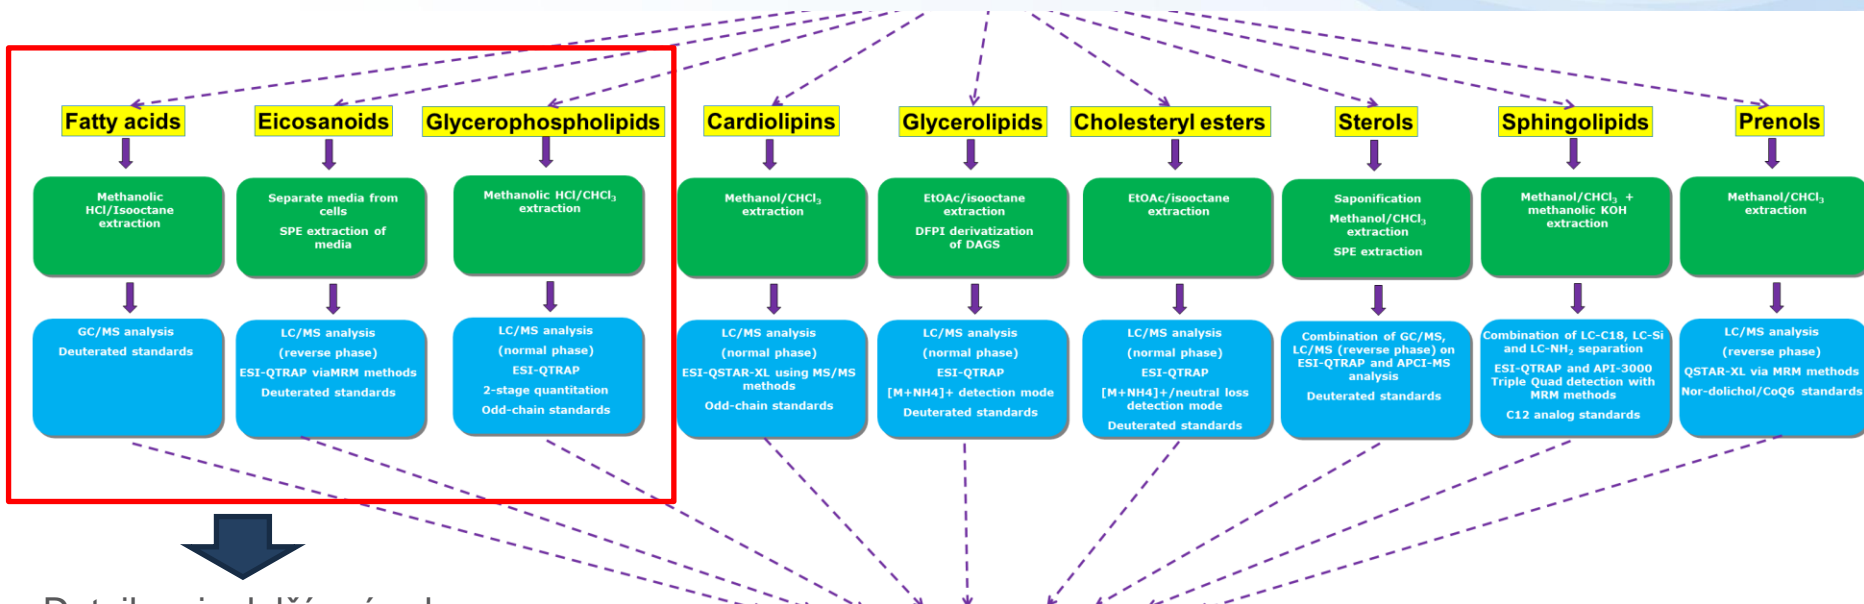 Fatty acids
Eicosanoids
Glycerophospholipids
Cardiolipins
Glycerolipids
Cholesteryl esters
Sterols
Sphingolipids
Prenols
Methanolic
HCl/Isooctane
extraction
Separate media from
cells
SPE extraction of
media
Methanolic HCl/CHCl₃
extraction
Methanol/CHCl₃
extraction
EtOAc/isooctane
extraction
DFPI derivatization
of DAGS
EtOAc/isooctane
extraction
Saponification
Methanol/CHCl₃
extraction
SPE extraction
Methanol/CHCl₃ +
methanolic KOH
extraction
Methanol/CHCl₃
extraction
GC/MS analysis
Deuterated standards
LC/MS analysis
(reverse phase)
ESI-QTRAP viaMRM methods
Deuterated standards
LC/MS analysis
(normal phase)
ESI-QTRAP
2-stage quantitation
Odd-chain standards
LC/MS analysis
(normal phase)
ESI-QSTAR-XL using MS/MS
methods
Odd-chain standards
LC/MS analysis
(normal phase)
ESI-QTRAP
[M+NH4]+ detection mode
Deuterated standards
LC/MS analysis
(normal phase)
ESI-QTRAP
[M+NH4]+/neutral loss
detection mode
Deuterated standards
Combination of GC/MS,
LC/MS (reverse phase) on
ESI-QTRAP and APCI-MS
analysis
Deuterated standards
Combination of LC-C18, LC-Si
and LC-NH₂ separation
ESI-QTRAP and API-3000
Triple Quad detection with
MRM methods
C12 analog standards
LC/MS analysis
(reverse phase)
QSTAR-XL via MRM methods
Nor-dolichol/CoQ6 standards